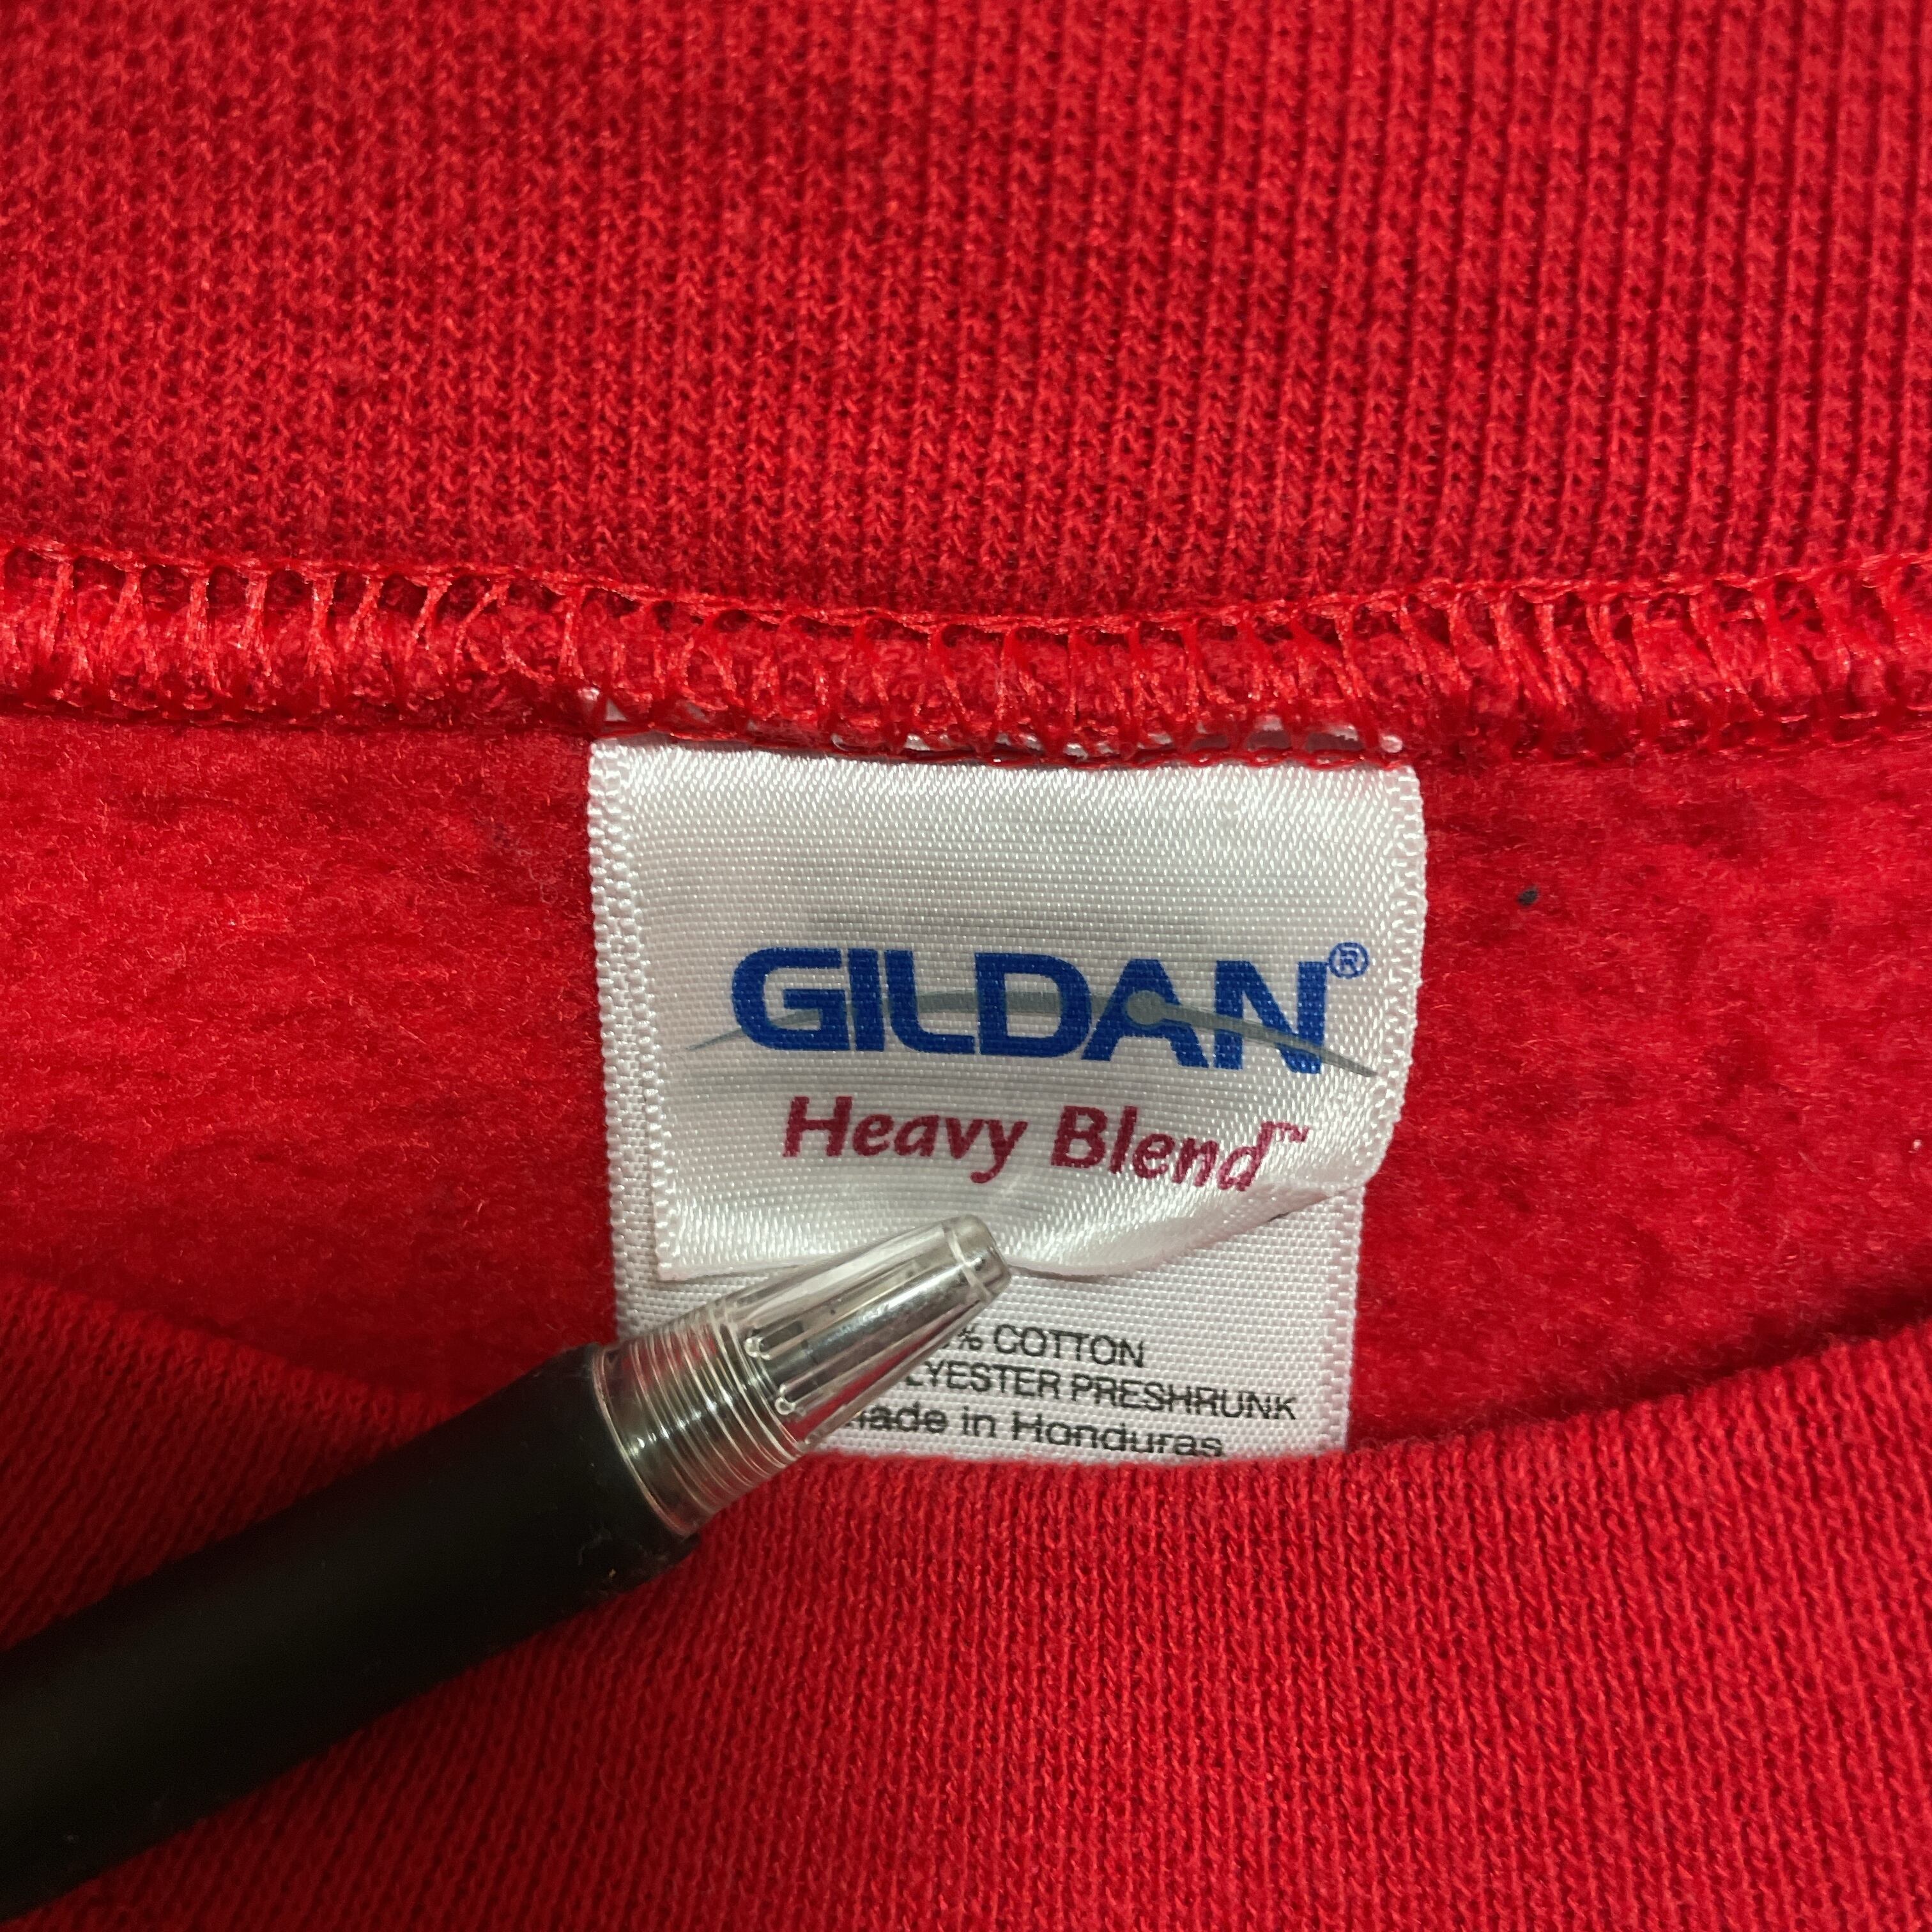 GILDAN®
Heavy Blend™
% COTTON
LYESTER PRESHRUNK
ade in Honduras